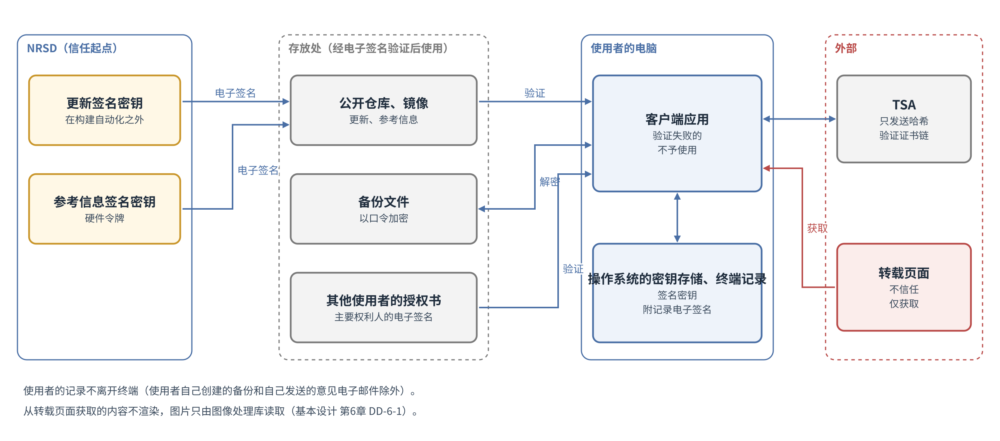 NRSD（信任起点）
更新签名密钥
在构建自动化之外
参考信息签名密钥
硬件令牌
电子签名
电子签名
存放处（经电子签名验证后使用）
公开仓库、镜像
更新、参考信息
备份文件
以口令加密
其他使用者的授权书
主要权利人的电子签名
验证
解密
验证
使用者的电脑
客户端应用
验证失败的
不予使用
操作系统的密钥存储、终端记录
签名密钥
附记录电子签名
获取
外部
TSA
只发送哈希
验证证书链
转载页面
不信任
仅获取
使用者的记录不离开终端（使用者自己创建的备份和自己发送的意见电子邮件除外）。
从转载页面获取的内容不渲染，图片只由图像处理库读取（基本设计 第6章 DD-6-1）。